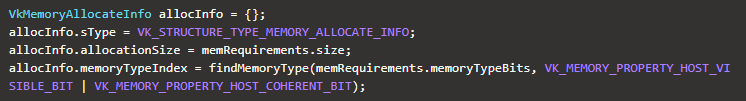 VkMemoryAllocateInfo allocInfo = {};
allocInfo.sType = VK_STRUCTURE_TYPE_MEMORY_ALLOCATE_INFO;
allocInfo.allocationSize = memRequirements.size;
allocInfo.memoryTypeIndex = findMemoryType(memRequirements.memoryTypeBits, VK_MEMORY_PROPERTY_HOST_VI
SIBLE_BIT | VK_MEMORY_PROPERTY_HOST_COHERENT_BIT);